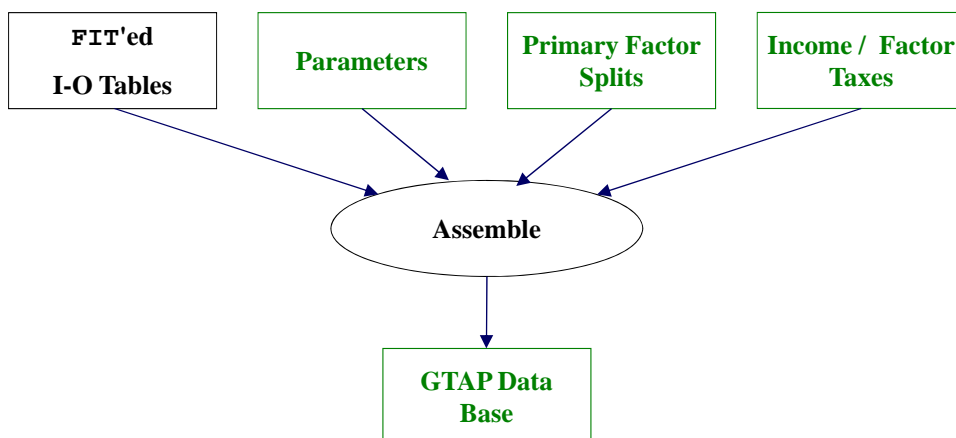 FIT'ed
I-O Tables
Parameters
Primary Factor
Splits
Income / Factor
Taxes
Assemble
GTAP Data
Base